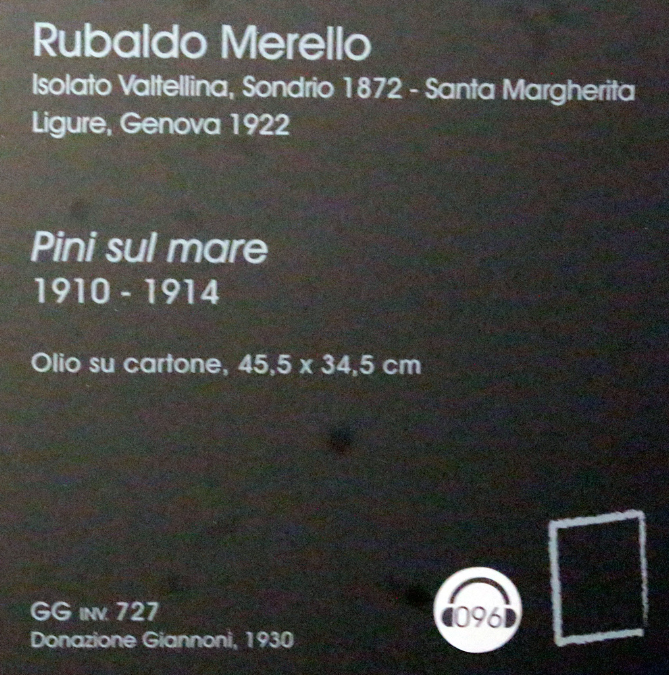 Rubaldo Merello
Isolato Valtellina, Sondrio 1872 - Santa Margherita
Ligure, Genova 1922
Pini sul mare
1910 - 1914
Olio su cartone, 45,5 x 34,5 cm
GG INV. 727
Donazione Giannoni, 1930
096